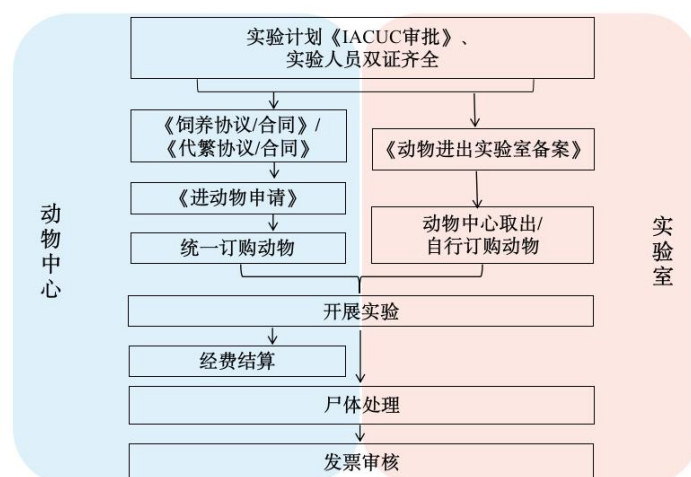 实验计划《IACUC审批》、
实验人员双证齐全
《饲养协议/合同》/
《代繁协议/合同》
《动物进出实验室备案》
《进动物申请》
动物中心取出/
自行订购动物
统一订购动物
动物中心
实验室
开展实验
经费结算
尸体处理
发票审核